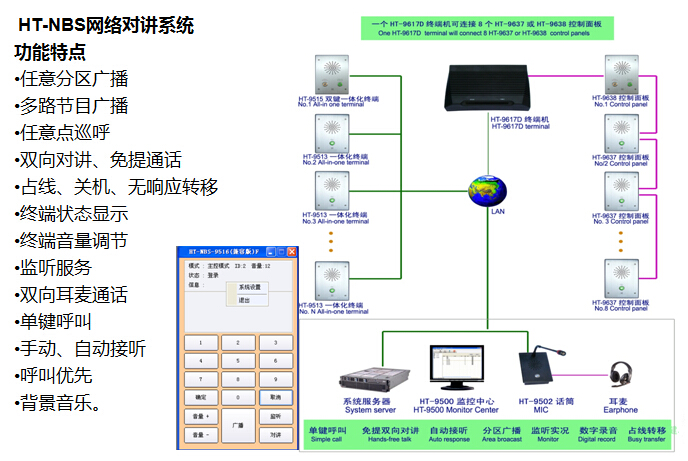 HT-NBS网络对讲系统
功能特点
•任意分区广播
•多路节目广播
•任意点巡呼
•双向对讲、免提通话
•占线、关机、无响应转移
•终端状态显示
•终端音量调节
•监听服务
•双向耳麦通话
•单键呼叫
•手动、自动接听
•呼叫优先
•背景音乐。
HT-NBS-9516(兼容版)F
模式 : 主控模式 ID:2 音量:12
状态 : 登录
信息 :
系统设置
退出
1 2 3
4 5 6
7 8 9
确定 0 取消
音量 + 广播 监听
音量 - 对讲
一个 HT-9617D 终端机可连接 8 个 HT-9637 或 HT-9638 控制面板
One HT-9617D terminal will connect 8 HT-9637 or HT-9638 control panels
HT-9515 双键一体化终端
No.1 All-in one terminal
HT-9513 一体化终端
No.2 All-in-one terminal
HT-9513 一体化终端
No.3 All-in-one terminal
HT-9513 一体化终端
No. N All-in-one terminal
HT-9617D 终端机
HT-9617D terminal
LAN
HT-9638 控制面板
No.1 Control panel
HT-9637 控制面板
No/2 Control panel
HT-9637 控制面板
No. 3 Control panel
HT-9637 控制面板
No.8 Control panel
系统服务器
System server
HT-9500 监控中心
HT-9500 Monitor Center
HT-9502 话筒
MIC
耳麦
Earphone
单键呼叫 免提双向对讲 自动接听 分区广播 监听实况 数字录音 占线转移
Simple call Hands-free talk Auto response Area broacast Monitor Digital record Busy transfer